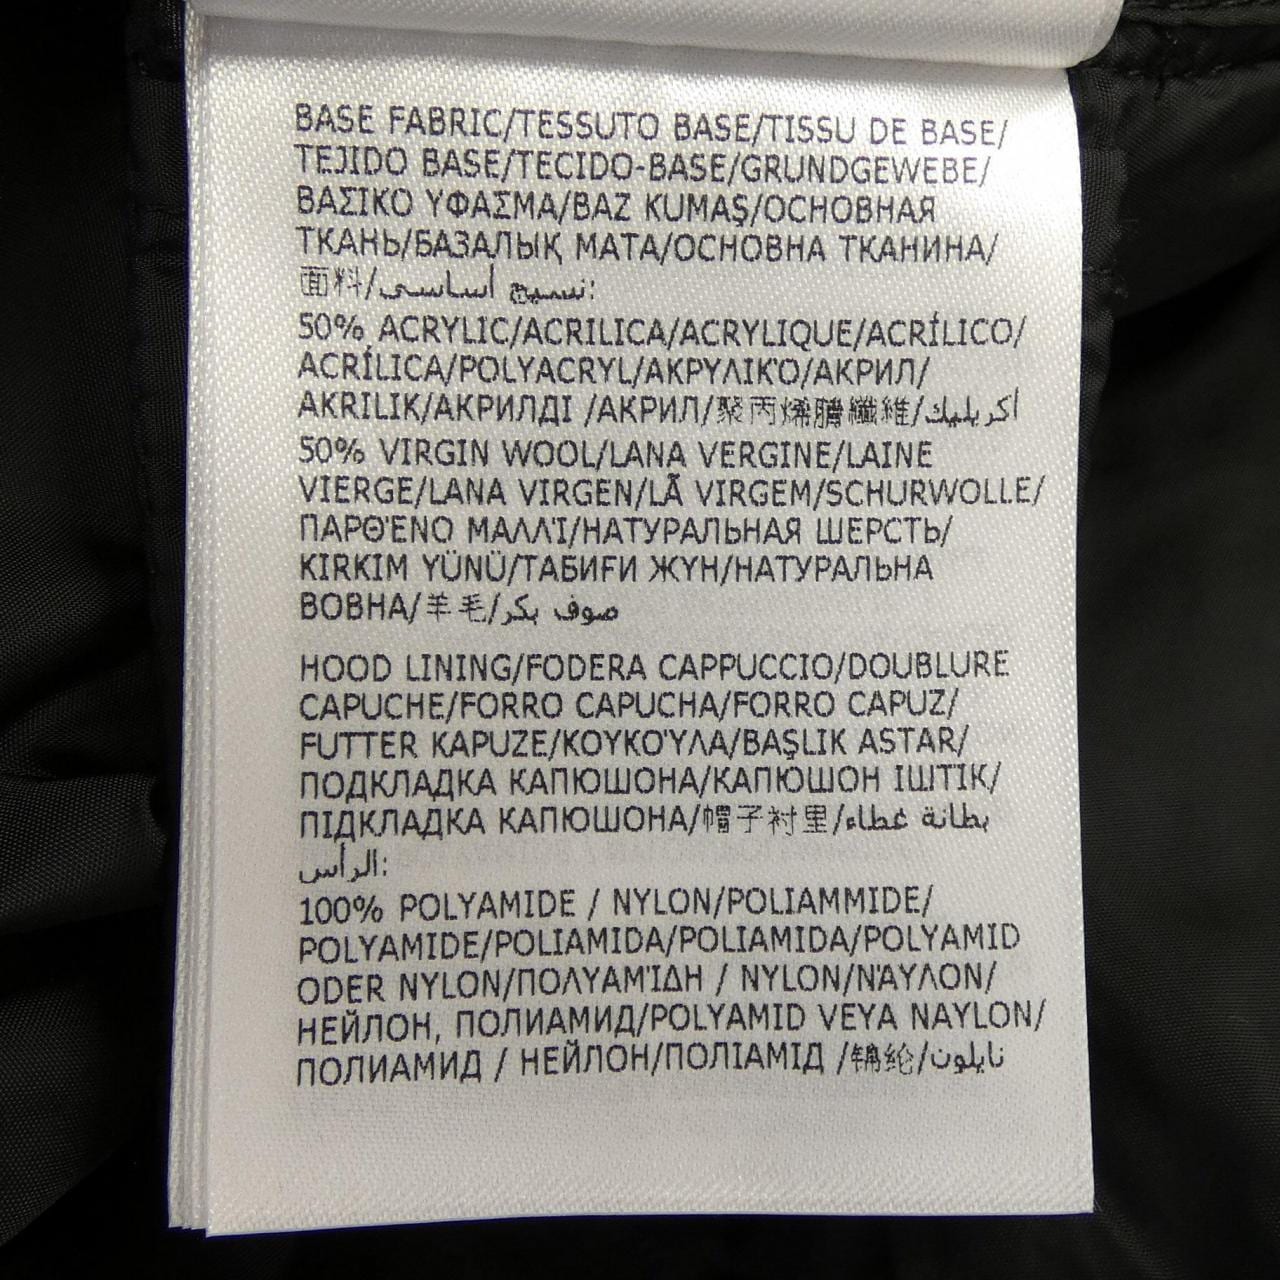 BASE FABRIC/TESSUTO BASE/TISSU DE BASE/
TEJIDO BASE/TECIDO-BASE/GRUNDGEWEBE/
ΒΑΣΙΚΟ ΥΦΑΣΜΑ/BAZ KUMAŞ/ОСНОВНАЯ
ТКАНЬ/БАЗАЛЫҚ МАТА/ОСНОВНА ТКАНИНА/
面料/نسيج أساسي:
50% ACRYLIC/ACRILICA/ACRYLIQUE/ACRÍLICO/
ACRÍLICA/POLYACRYL/ΑΚΡΥΛΙΚΌ/АКРИЛ/
AKRILIK/АКРИЛДІ /АКРИЛ/聚丙烯腈纖維/أكريليك
50% VIRGIN WOOL/LANA VERGINE/LAINE
VIERGE/LANA VIRGEN/LÃ VIRGEM/SCHURWOLLE/
ΠΑΡΘΈΝΟ ΜΑΛΛΊ/НАТУРАЛЬНАЯ ШЕРСТЬ/
KIRKIM YÜNÜ/ТАБИҒИ ЖҮН/НАТУРАЛЬНА
ВОВНА/羊毛/صوف بكر
HOOD LINING/FODERA CAPPUCCIO/DOUBLURE
CAPUCHE/FORRO CAPUCHA/FORRO CAPUZ/
FUTTER KAPUZE/ΚΟΥΚΟΎΛΑ/BAŞLIK ASTAR/
ПОДКЛАДКА КАПЮШОНА/КАПЮШОН ІШТІК/
ПІДКЛАДКА КАПЮШОНА/帽子衬里/بطانة غطاء
الرأس:
100% POLYAMIDE / NYLON/POLIAMMIDE/
POLYAMIDE/POLIAMIDA/POLIAMIDA/POLYAMID
ODER NYLON/ΠΟΛΥΑΜΊΔΗ / NYLON/ΝΆΥΛΟΝ/
НЕЙЛОН, ПОЛИАМИД/POLYAMID VEYA NAYLON/
ПОЛИАМИД / НЕЙЛОН/ПОЛІАМІД /锦纶/نايلون